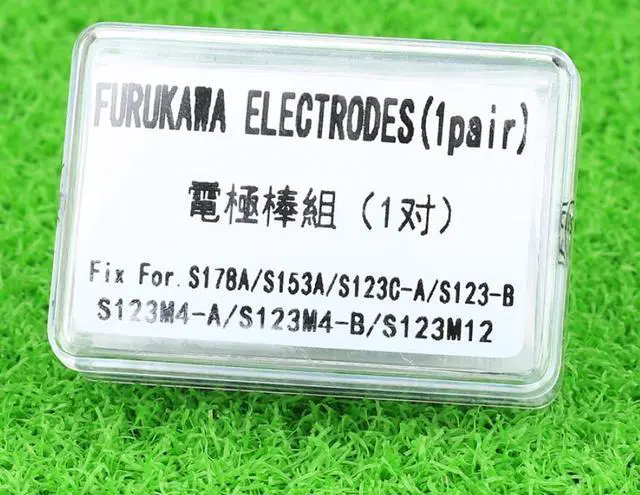 FURUKAWA ELECTRODES(1pair)
電極棒組 (1对)
Fix For. S178A/S153A/S123C-A/S123-B
S123M4-A/S123M4-B/S123M12